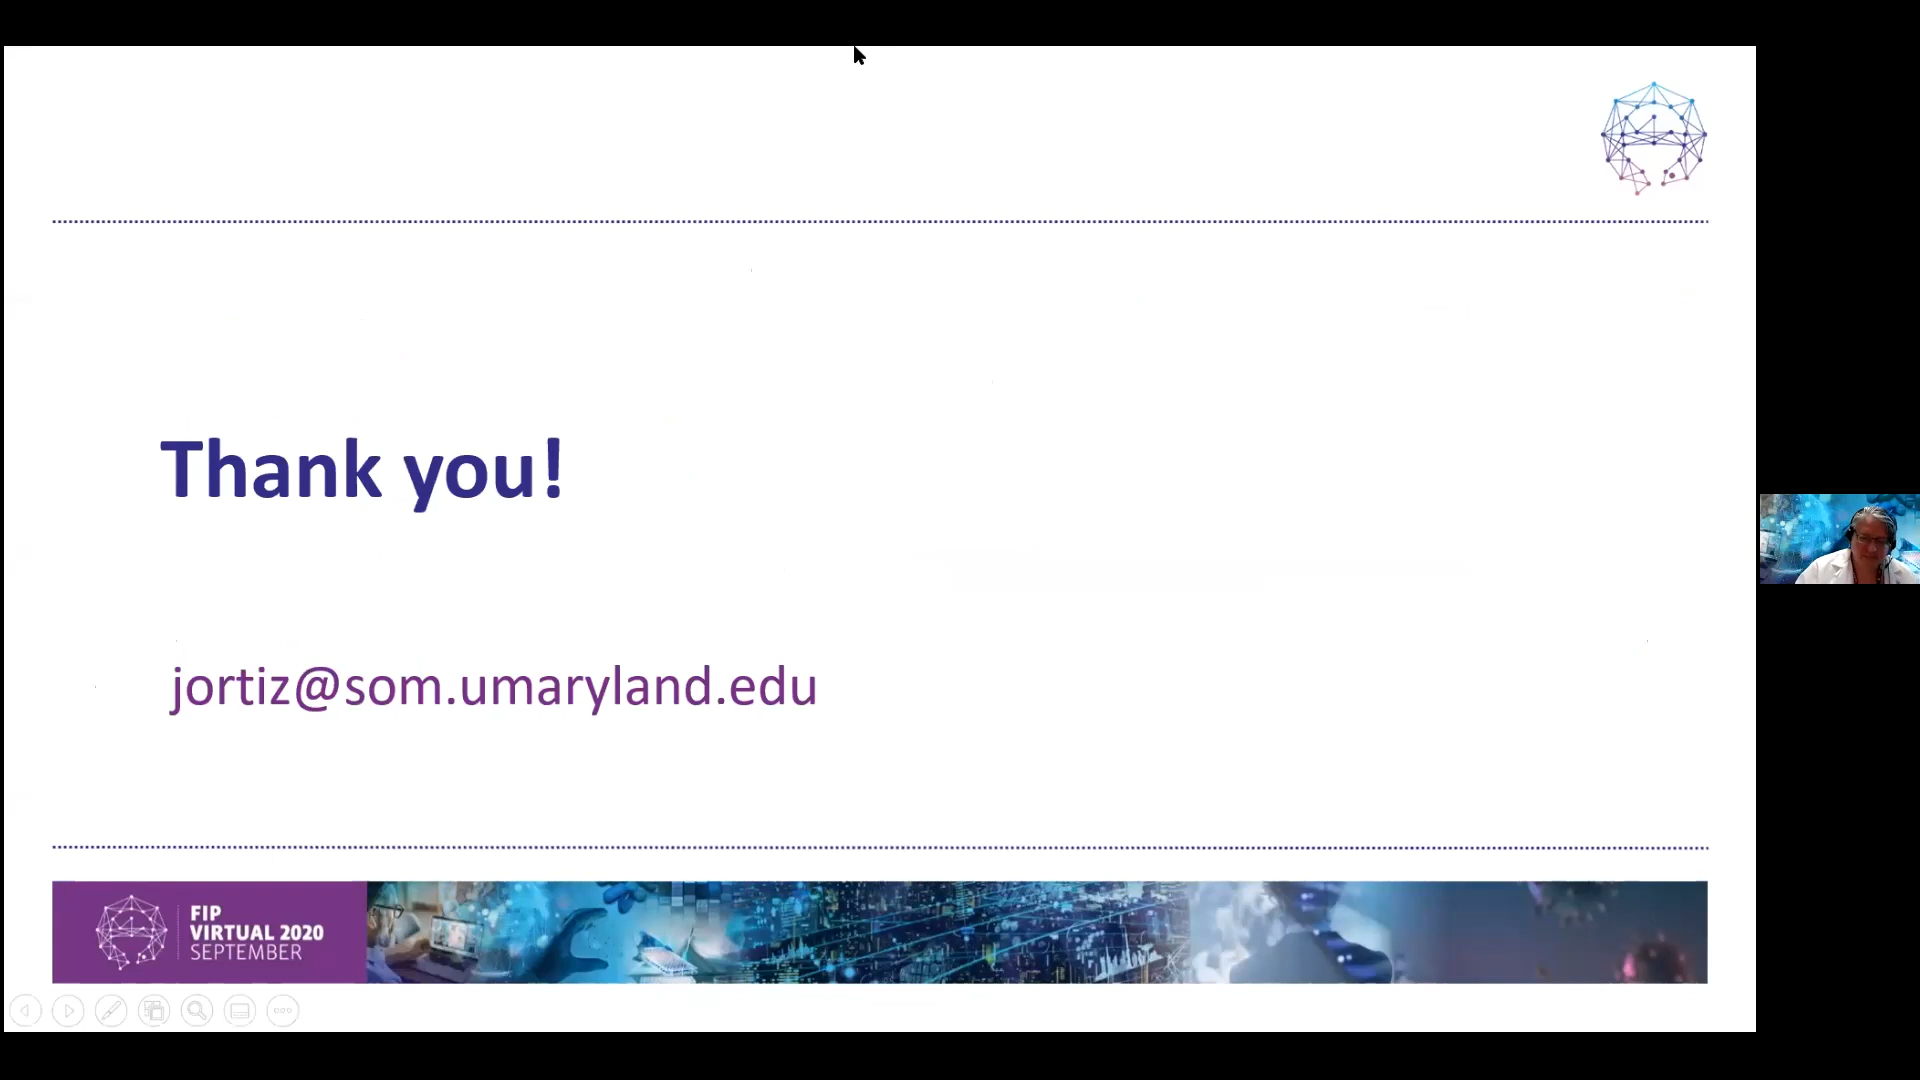 Thank you!
jortiz@som.umaryland.edu
FIP
VIRTUAL 2020
SEPTEMBER